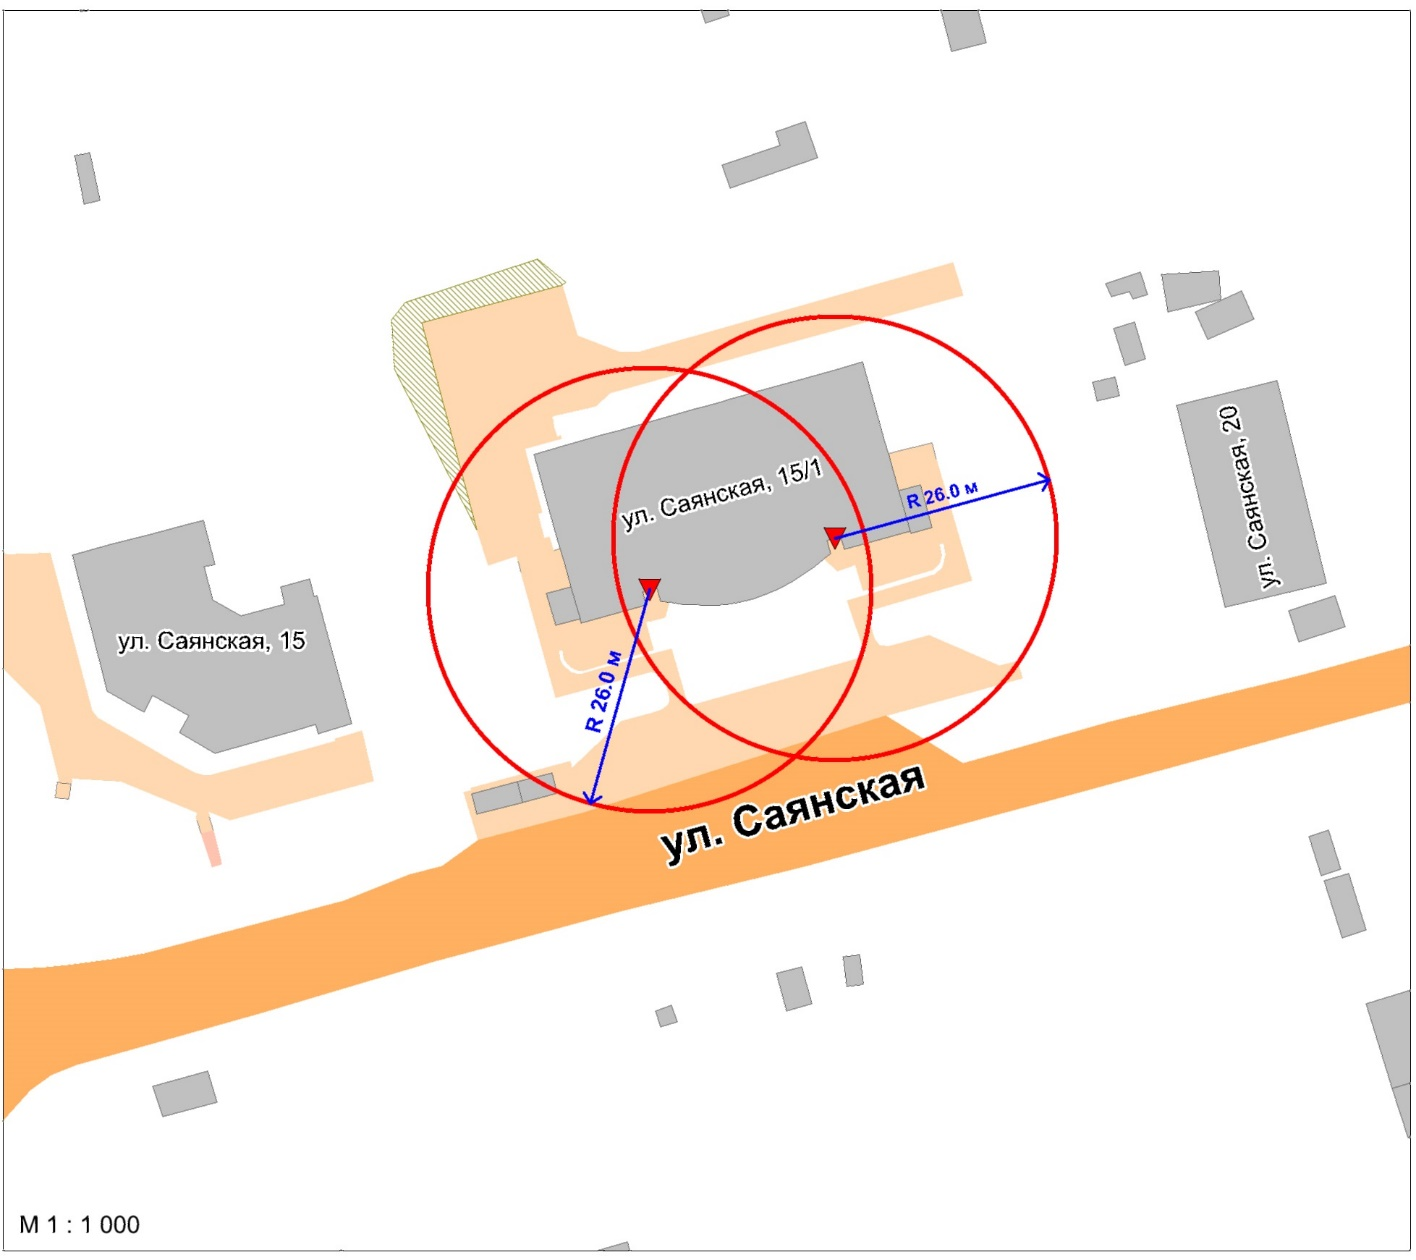 ул. Саянская, 20
ул. Саянская, 15/1
R 26.0 м
ул. Саянская, 15
R 26.0 м
ул. Саянская
М 1 : 1 000